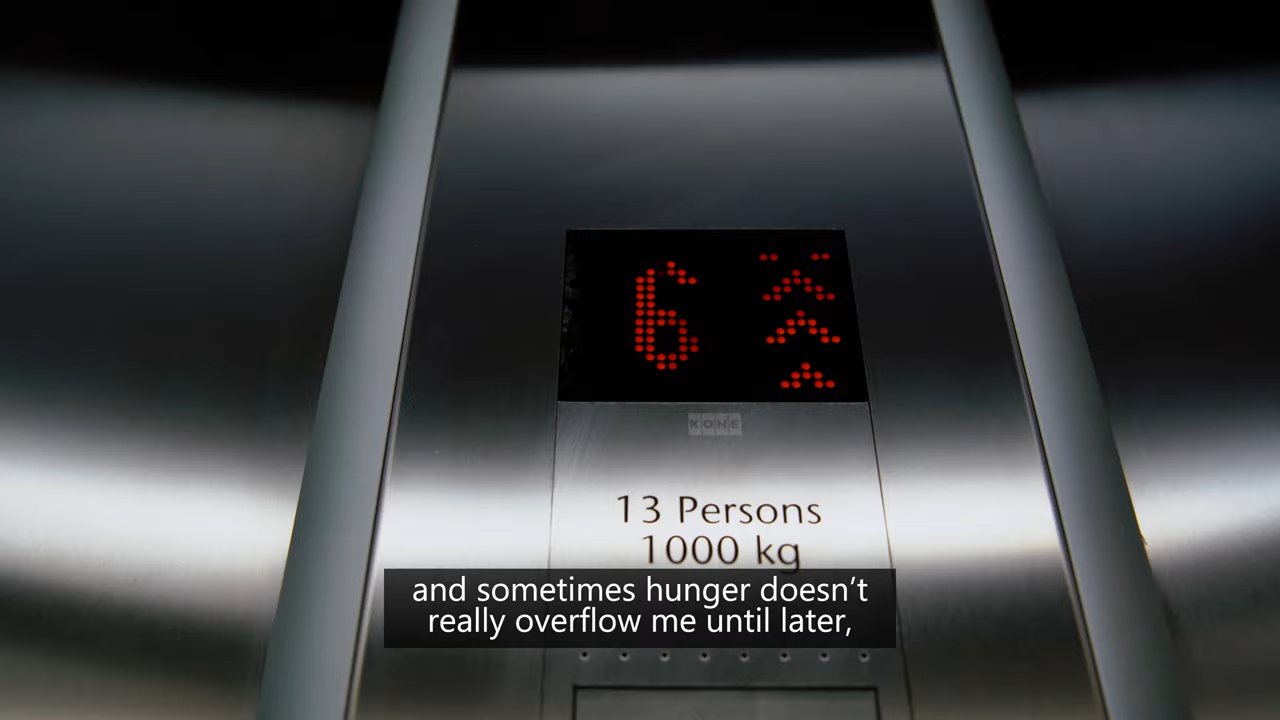 6
KONE
13 Persons
1000 kg
and sometimes hunger doesn’t
really overflow me until later,